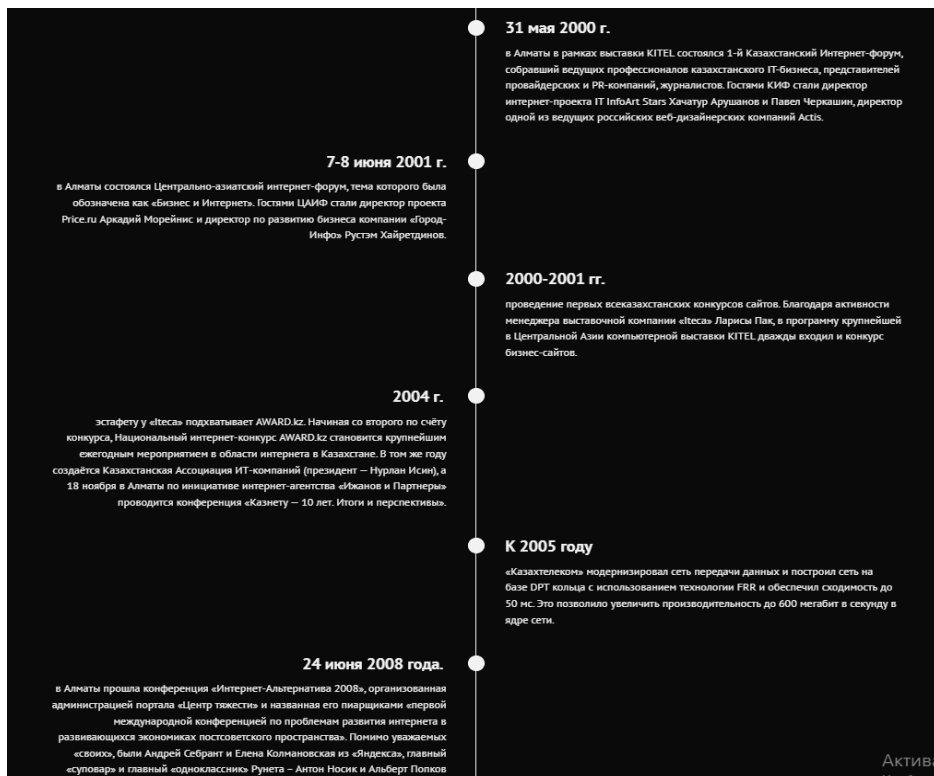 31 мая 2000 г.
в Алматы в рамках выставки KITEL состоялся 1-й Казахстанский Интернет-форум,
собравший ведущих профессионалов казахстанского IT-бизнеса, представителей
провайдерских и PR-компаний, журналистов. Гостями КИФ стали директор
интернет-проекта IT InfoArt Stars Хачатур Арушанов и Павел Черкашин, директор
одной из ведущих российских веб-дизайнерских компаний Actis.
7-8 июня 2001 г.
в Алматы состоялся Центрально-азиатский интернет-форум, тема которого была
обозначена как «Бизнес и Интернет». Гостями ЦАИФ стали директор проекта
Price.ru Аркадий Морейнис и директор по развитию бизнеса компании «Город-
Инфо» Рустэм Хайретдинов.
2000-2001 гг.
проведение первых всеказахстанских конкурсов сайтов. Благодаря активности
менеджера выставочной компании «Iteca» Ларисы Пак, в программу крупнейшей
в Центральной Азии компьютерной выставки KITEL дважды входил и конкурс
бизнес-сайтов.
2004 г.
эстафету у «Iteca» подхватывает AWARD.kz. Начиная со второго по счёту
конкурса, Национальный интернет-конкурс AWARD.kz становится крупнейшим
ежегодным мероприятием в области интернета в Казахстане. В том же году
создаётся Казахстанская Ассоциация ИТ-компаний (президент — Нурлан Исин), а
18 ноября в Алматы по инициативе интернет-агентства «Ижанов и Партнеры»
проводится конференция «Казнету — 10 лет. Итоги и перспективы».
К 2005 году
«Казахтелеком» модернизировал сеть передачи данных и построил сеть на
базе DPT кольца с использованием технологии FRR и обеспечил сходимость до
50 мс. Это позволило увеличить производительность до 600 мегабит в секунду в
ядре сети.
24 июня 2008 года.
в Алматы прошла конференция «Интернет-Альтернатива 2008», организованная
администрацией портала «Центр тяжести» и названная его пиарщиками «первой
международной конференцией по проблемам развития интернета в
развивающихся экономиках постсоветского пространства». Помимо уважаемых
«своих», были Андрей Себрант и Елена Колмановская из «Яндекса», главный
«суповар» и главный «одноклассник» Рунета – Антон Носик и Альберт Попков
Актива